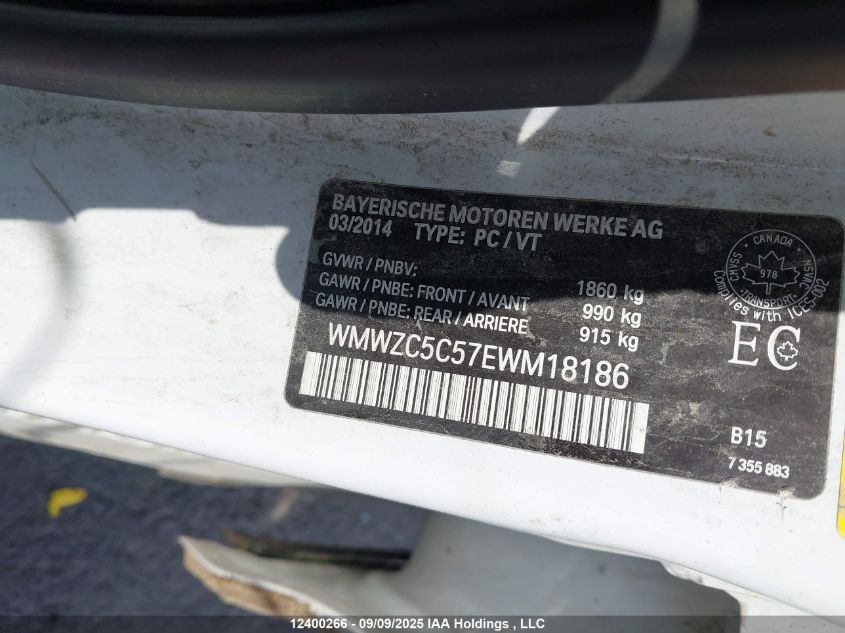 BAYERISCHE MOTOREN WERKE AG
03/2014 TYPE: PC / VT
GVWR / PNBV: 1860 kg
GAWR / PNBE: FRONT / AVANT 990 kg
GAWR / PNBE: REAR / ARRIERE 915 kg
WMWZC5C57EWM18186
CANADA
CMVSS 978 NSVAC
TRANSPORT
Complies with ICES-002
EC
B15
7 355 883
12400266 - 09/09/2025 IAA Holdings , LLC